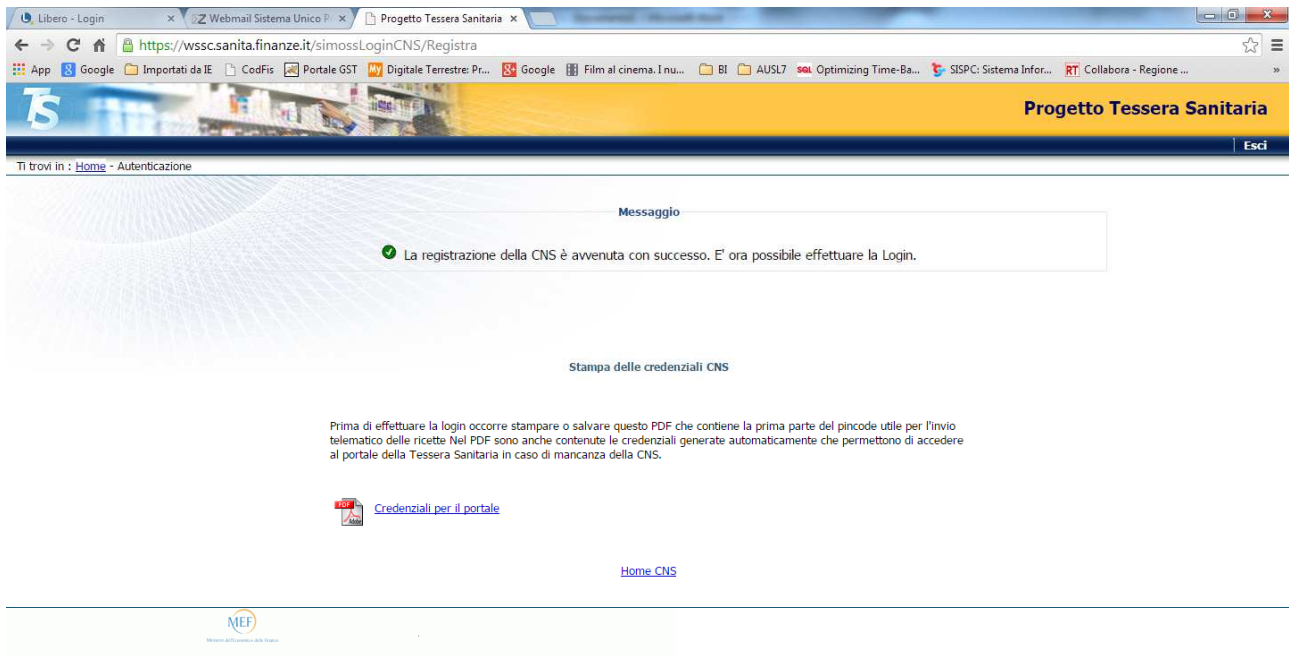 Libero - Login
Webmail Sistema Unico P
Progetto Tessera Sanitaria
https://wssc.sanita.finanze.it/simossLoginCNS/Registra
App Google Importati da IE CodFis Portale GST Digitale Terrestre: Pr... Google Film al cinema. I nu... BI AUSL7 Optimizing Time-Ba... SISPC: Sistema Infor... RT Collabora - Regione ... »
TS
Progetto Tessera Sanitaria
Esci
Ti trovi in : Home - Autenticazione
Messaggio
La registrazione della CNS è avvenuta con successo. E' ora possibile effettuare la Login.
Stampa delle credenziali CNS
Prima di effettuare la login occorre stampare o salvare questo PDF che contiene la prima parte del pincode utile per l'invio
telematico delle ricette Nel PDF sono anche contenute le credenziali generate automaticamente che permettono di accedere
al portale della Tessera Sanitaria in caso di mancanza della CNS.
PDF
Adobe
Credenziali per il portale
Home CNS
MEF